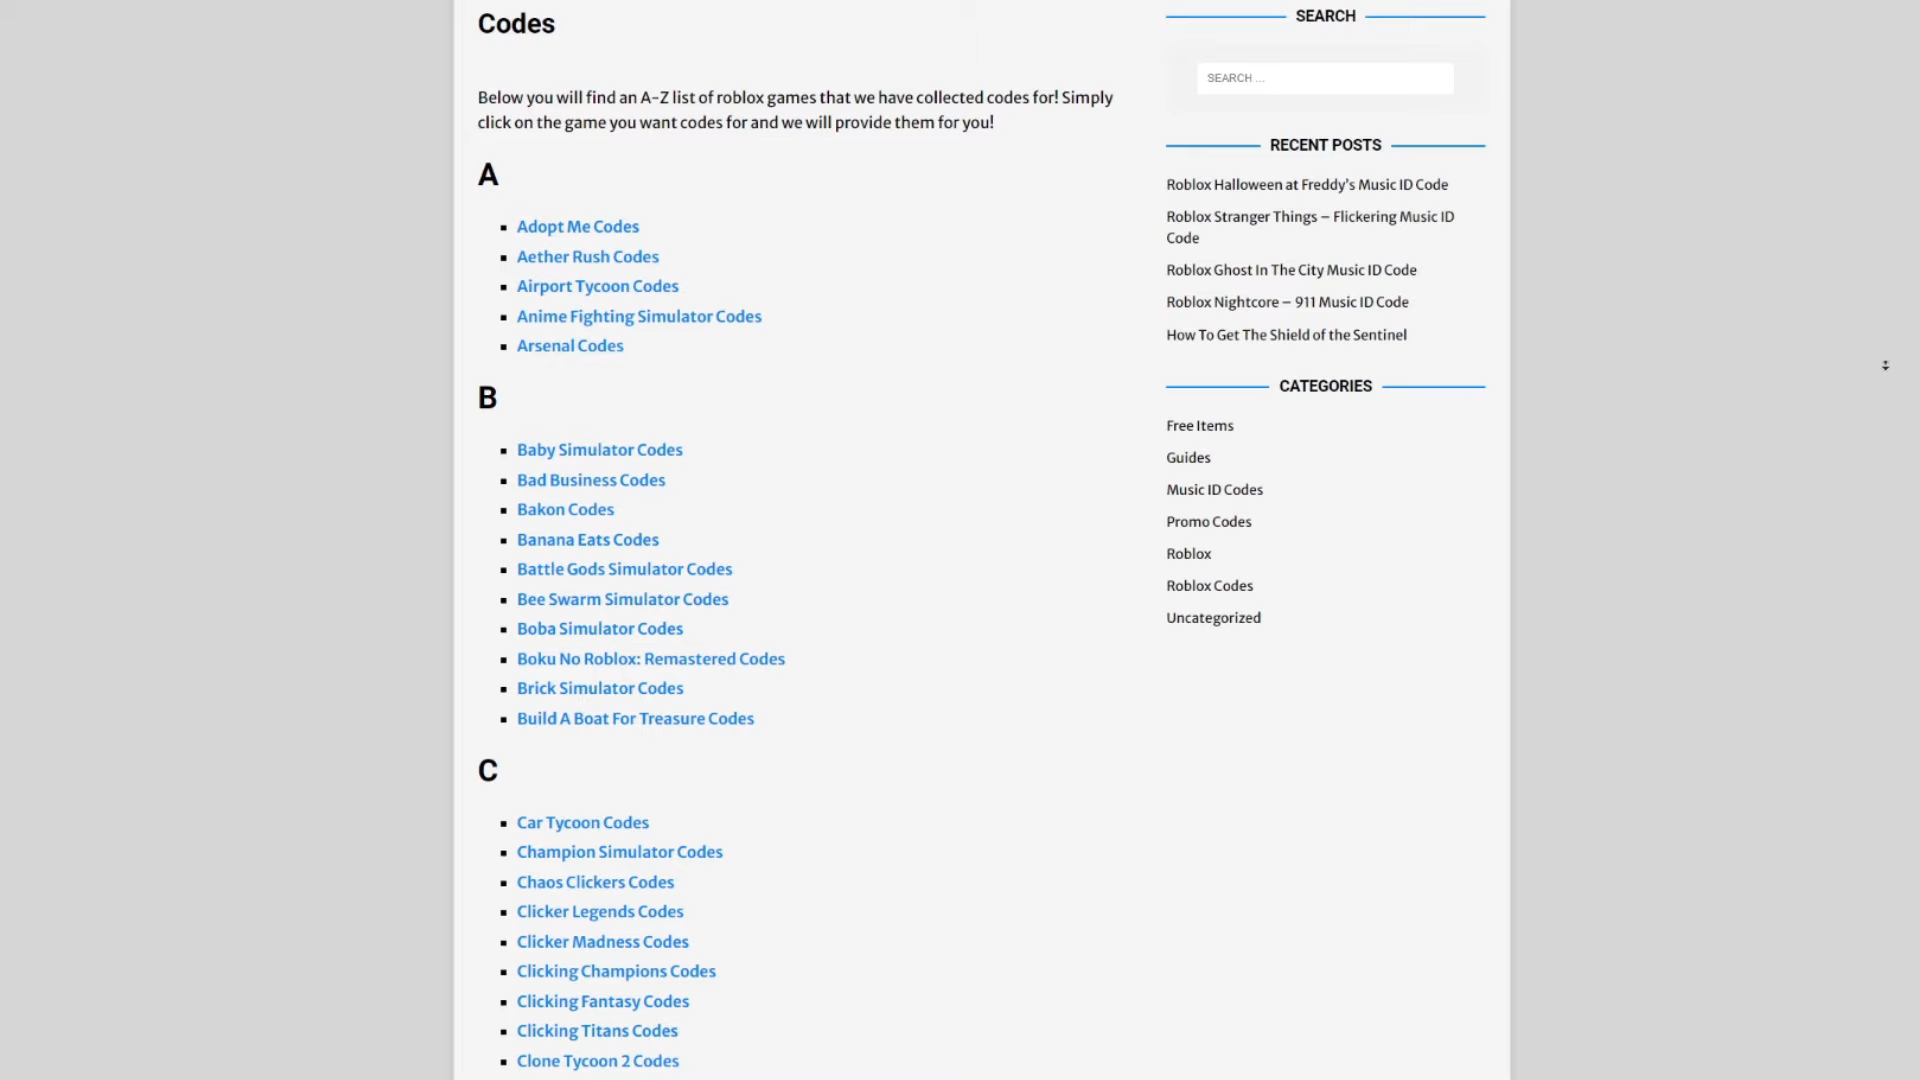 Codes
Below you will find an A-Z list of roblox games that we have collected codes for! Simply
click on the game you want codes for and we will provide them for you!
A
Adopt Me Codes
Aether Rush Codes
Airport Tycoon Codes
Anime Fighting Simulator Codes
Arsenal Codes
B
Baby Simulator Codes
Bad Business Codes
Bakon Codes
Banana Eats Codes
Battle Gods Simulator Codes
Bee Swarm Simulator Codes
Boba Simulator Codes
Boku No Roblox: Remastered Codes
Brick Simulator Codes
Build A Boat For Treasure Codes
C
Car Tycoon Codes
Champion Simulator Codes
Chaos Clickers Codes
Clicker Legends Codes
Clicker Madness Codes
Clicking Champions Codes
Clicking Fantasy Codes
Clicking Titans Codes
Clone Tycoon 2 Codes
SEARCH
SEARCH ...
RECENT POSTS
Roblox Halloween at Freddy's Music ID Code
Roblox Stranger Things – Flickering Music ID
Code
Roblox Ghost In The City Music ID Code
Roblox Nightcore – 911 Music ID Code
How To Get The Shield of the Sentinel
CATEGORIES
Free Items
Guides
Music ID Codes
Promo Codes
Roblox
Roblox Codes
Uncategorized